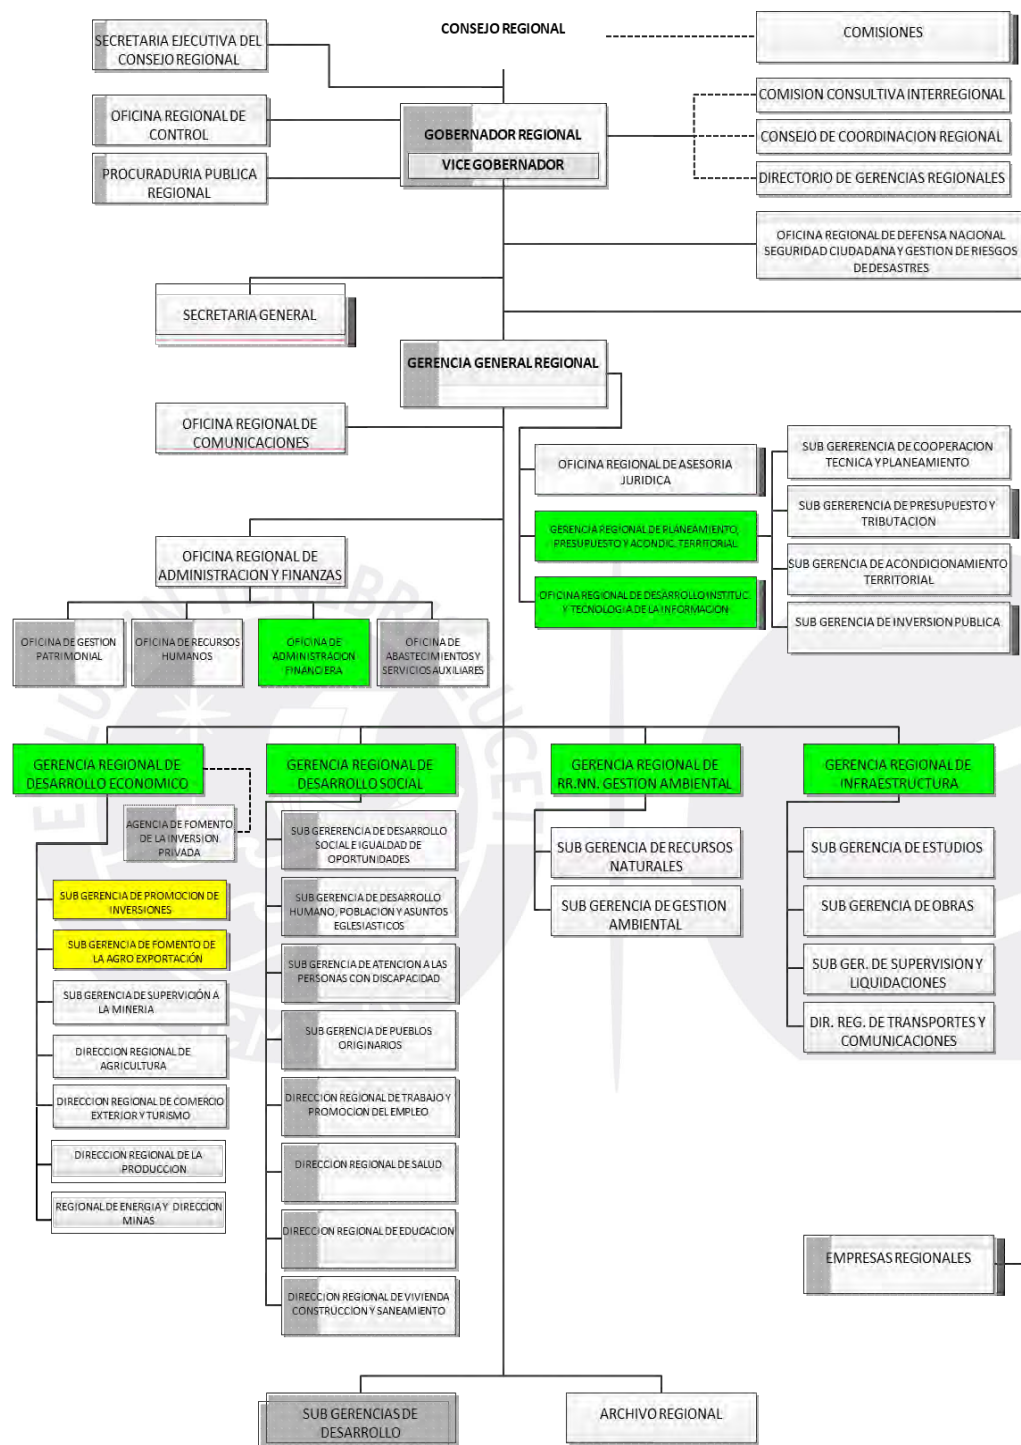 CONSEJO REGIONAL
COMISIONES
SECRETARIA EJECUTIVA DEL
CONSEJO REGIONAL
COMISION CONSULTIVA INTERREGIONAL
OFICINA REGIONAL DE
CONTROL
GOBERNADOR REGIONAL
VICE GOBERNADOR
CONSEJO DE COORDINACION REGIONAL
PROCURADURIA PUBLICA
REGIONAL
DIRECTORIO DE GERENCIAS REGIONALES
OFICINA REGIONAL DE DEFENSA NACIONAL
SEGURIDAD CIUDADANA Y GESTION DE RIESGOS
DE DESASTRES
SECRETARIA GENERAL
GERENCIA GENERAL REGIONAL
OFICINA REGIONAL DE
COMUNICACIONES
OFICINA REGIONAL DE ASESORIA
JURIDICA
SUB GERERENCIA DE COOPERACION
TECNICA Y PLANEAMIENTO
GERENCIA REGIONAL DE PLANEAMIENTO,
PRESUPUESTO Y ACONDIC. TERRITORIAL
SUB GERERENCIA DE PRESUPUESTO Y
TRIBUTACION
OFICINA REGIONAL DE
ADMINISTRACION Y FINANZAS
SUB GERENCIA DE ACONDICIONAMIENTO
TERRITORIAL
OFICINA REGIONAL DE DESARROLLO INSTITUC.
Y TECNOLOGIA DE LA INFORMACION
SUB GERENCIA DE INVERSION PUBLICA
OFICINA DE GESTION
PATRIMONIAL
OFICINA DE RECURSOS
HUMANOS
OFICINA DE
ADMINISTRACION
FINANCIERA
OFICINA DE
ABASTECIMIENTOS Y
SERVICIOS AUXILIARES
ET LUX IN TENEBRIS LUCET
GERENCIA REGIONAL DE
DESARROLLO ECONOMICO
GERENCIA REGIONAL DE
DESARROLLO SOCIAL
GERENCIA REGIONAL DE
RR.NN. GESTION AMBIENTAL
GERENCIA REGIONAL DE
INFRAESTRUCTURA
AGENCIA DE FOMENTO
DE LA INVERSION
PRIVADA
SUB GERENCIA DE PROMOCION DE
INVERSIONES
SUB GERENCIA DE FOMENTO DE
LA AGRO EXPORTACIÓN
SUB GERENCIA DE SUPERVICIÓN A
LA MINERIA
DIRECCION REGIONAL DE
AGRICULTURA
DIRECCION REGIONAL DE COMERCIO
EXTERIOR Y TURISMO
DIRECCION REGIONAL DE LA
PRODUCCION
REGIONAL DE ENERGIA Y DIRECCION
MINAS
SUB GERERENCIA DE DESARROLLO
SOCIAL E IGUALDAD DE
OPORTUNIDADES
SUB GERENCIA DE DESARROLLO
HUMANO, POBLACION Y ASUNTOS
EGLESIASTICOS
SUB GERENCIA DE ATENCION A LAS
PERSONAS CON DISCAPACIDAD
SUB GERENCIA DE PUEBLOS
ORIGINARIOS
DIRECCION REGIONAL DE TRABAJO Y
PROMOCION DEL EMPLEO
DIRECCION REGIONAL DE SALUD
DIRECCION REGIONAL DE EDUCACION
DIRECCION REGIONAL DE VIVIENDA
CONSTRUCCION Y SANEAMIENTO
SUB GERENCIA DE RECURSOS
NATURALES
SUB GERENCIA DE GESTION
AMBIENTAL
SUB GERENCIA DE ESTUDIOS
SUB GERENCIA DE OBRAS
SUB GER. DE SUPERVISION Y
LIQUIDACIONES
DIR. REG. DE TRANSPORTES Y
COMUNICACIONES
EMPRESAS REGIONALES
SUB GERENCIAS DE
DESARROLLO
ARCHIVO REGIONAL